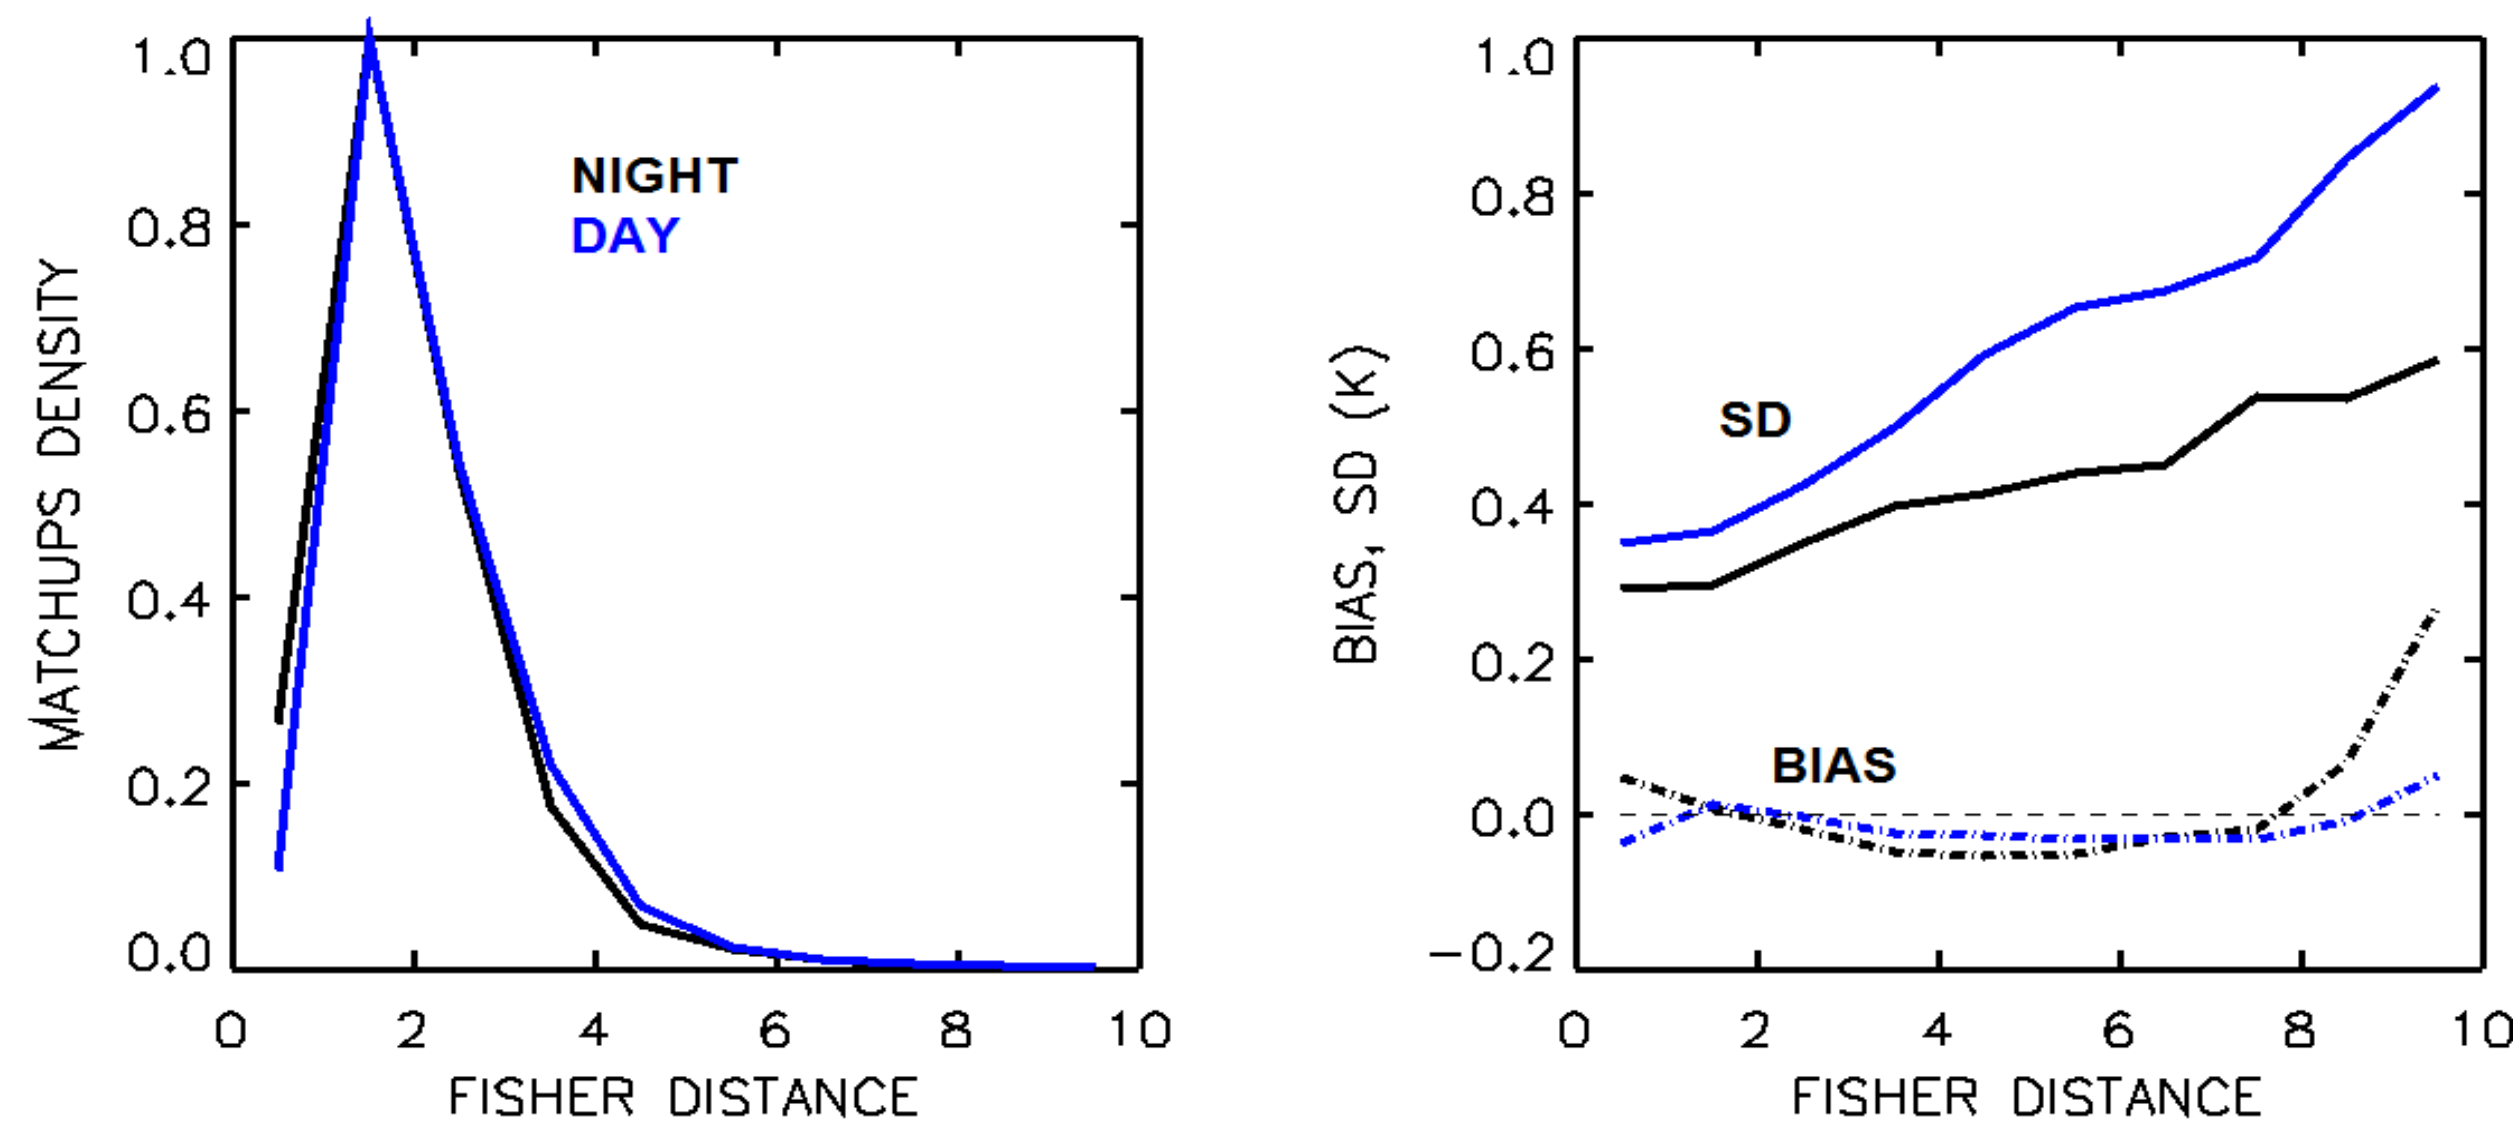 MATCHUPS DENSITY
1.0
0.8
0.6
0.4
0.2
0.0
NIGHT
DAY
0 2 4 6 8 10
FISHER DISTANCE
BIAS, SD (K)
1.0
0.8
0.6
0.4
0.2
0.0
−0.2
SD
BIAS
0 2 4 6 8 10
FISHER DISTANCE